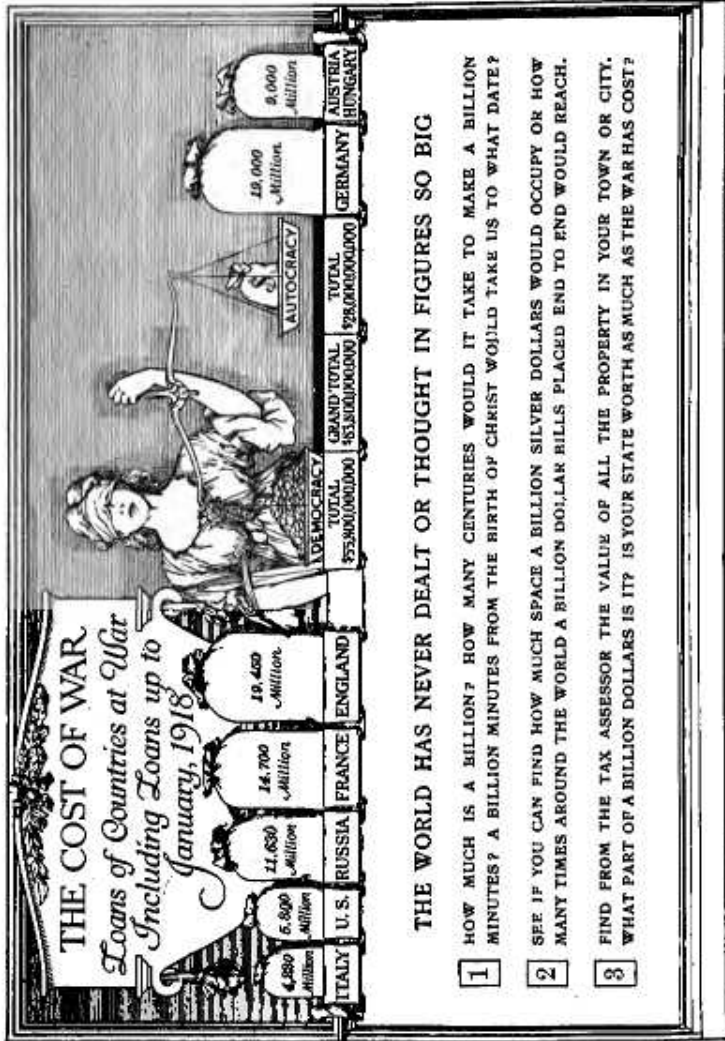 THE COST OF WAR
Loans of Countries at War
Including Loans up to
January, 1918
4,880
Million
5,800
Million
11,630
Million
14,700
Million
19,450
Million
19,000
Million
9,000
Million
DEMOCRACY
AUTOCRACY
ITALY
U.S.
RUSSIA
FRANCE
ENGLAND
TOTAL
$55,800,000,000
GRAND TOTAL
$83,800,000,000
TOTAL
$28,000,000,000
GERMANY
AUSTRIA
HUNGARY
THE WORLD HAS NEVER DEALT OR THOUGHT IN FIGURES SO BIG
1 HOW MUCH IS A BILLION? HOW MANY CENTURIES WOULD IT TAKE TO MAKE A BILLION
MINUTES? A BILLION MINUTES FROM THE BIRTH OF CHRIST WOULD TAKE US TO WHAT DATE?
2 SEE IF YOU CAN FIND HOW MUCH SPACE A BILLION SILVER DOLLARS WOULD OCCUPY OR HOW
MANY TIMES AROUND THE WORLD A BILLION DOLLAR BILLS PLACED END TO END WOULD REACH.
3 FIND FROM THE TAX ASSESSOR THE VALUE OF ALL THE PROPERTY IN YOUR TOWN OR CITY.
WHAT PART OF A BILLION DOLLARS IS IT? IS YOUR STATE WORTH AS MUCH AS THE WAR HAS COST?